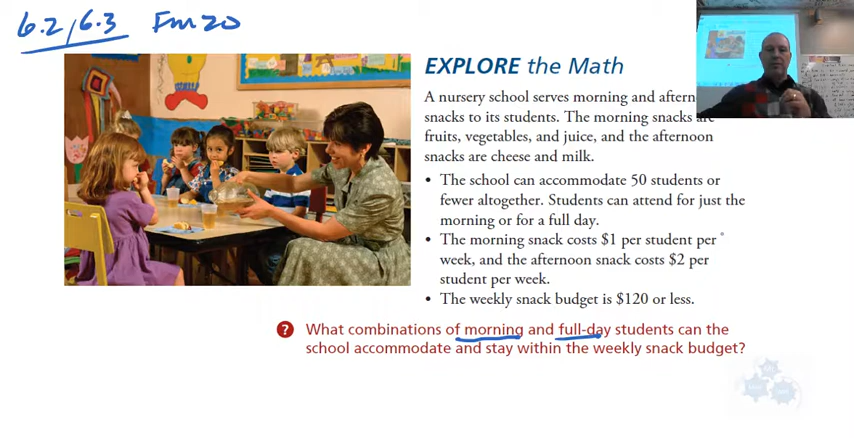 6.2/6.3 Fm20
EXPLORE the Math
A nursery school serves morning and aftern
snacks to its students. The morning snacks are
fruits, vegetables, and juice, and the afternoon
snacks are cheese and milk.
• The school can accommodate 50 students or
fewer altogether. Students can attend for just the
morning or for a full day.
• The morning snack costs $1 per student per
week, and the afternoon snack costs $2 per
student per week.
• The weekly snack budget is $120 or less.
? What combinations of morning and full-day students can the
school accommodate and stay within the weekly snack budget?